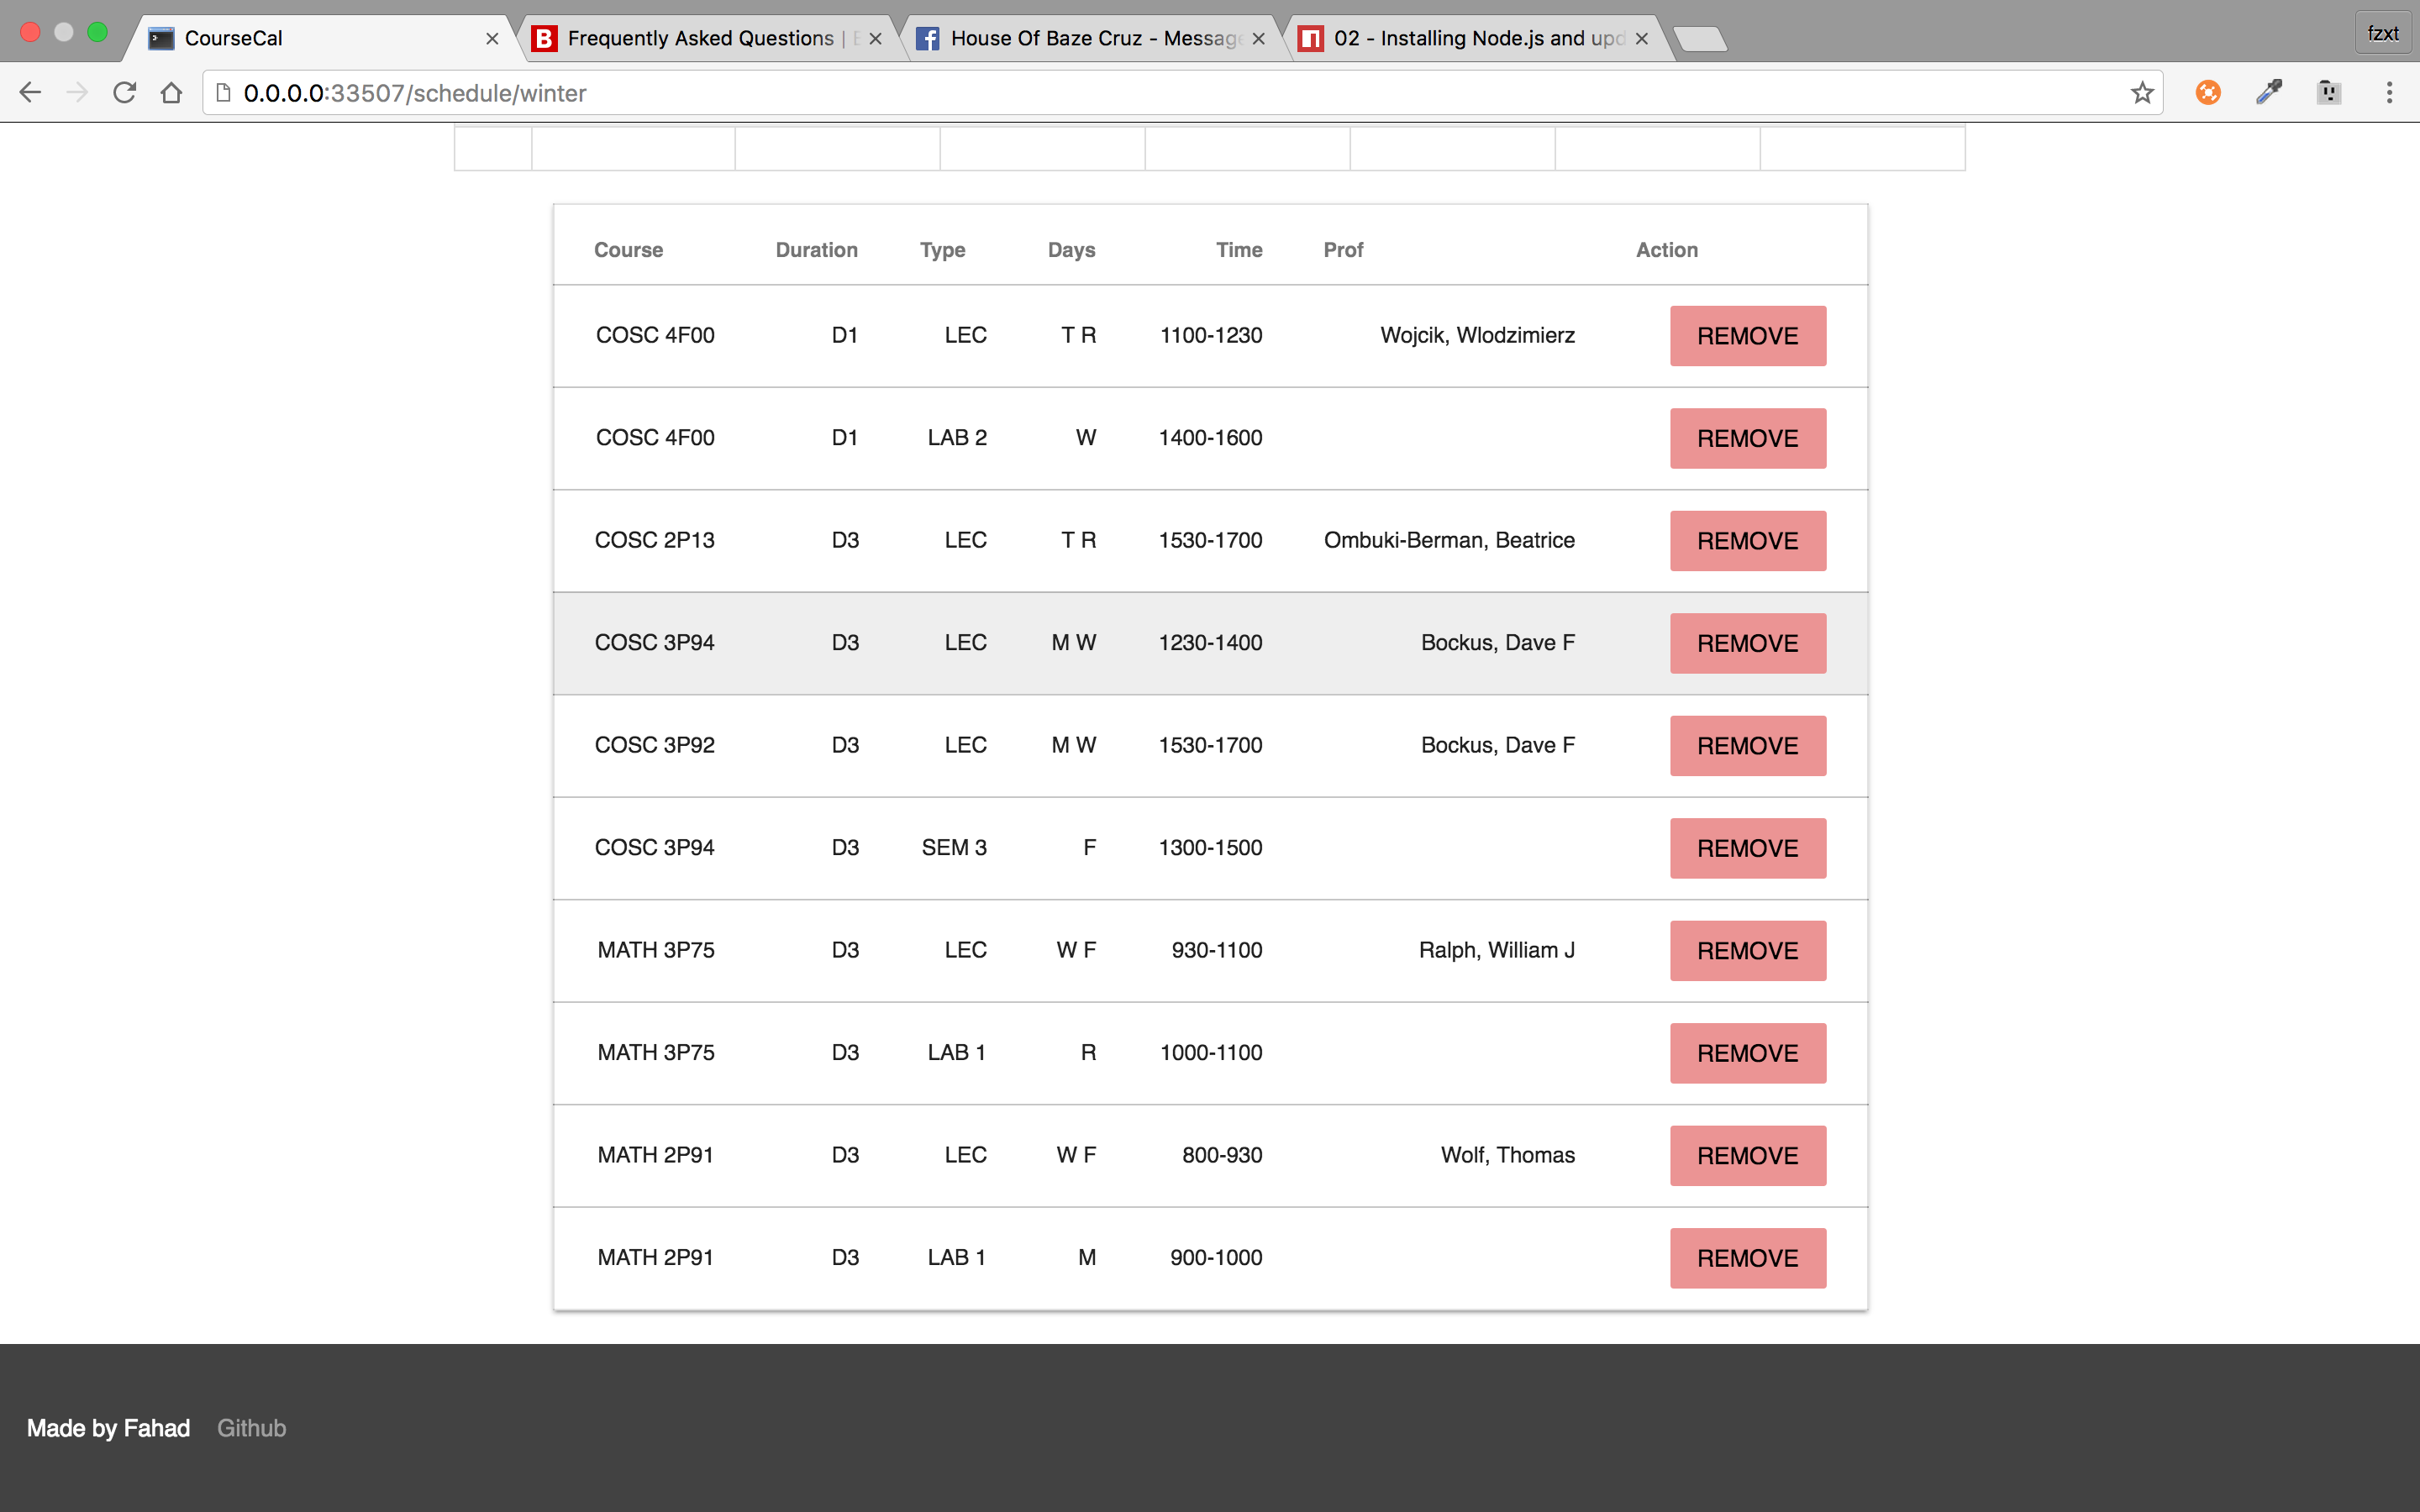 CourseCal
Frequently Asked Questions |
House Of Baze Cruz - Message
02 - Installing Node.js and upd
fzxt
0.0.0.0:33507/schedule/winter
Course Duration Type Days Time Prof Action
COSC 4F00 D1 LEC T R 1100-1230 Wojcik, Wlodzimierz REMOVE
COSC 4F00 D1 LAB 2 W 1400-1600 REMOVE
COSC 2P13 D3 LEC T R 1530-1700 Ombuki-Berman, Beatrice REMOVE
COSC 3P94 D3 LEC M W 1230-1400 Bockus, Dave F REMOVE
COSC 3P92 D3 LEC M W 1530-1700 Bockus, Dave F REMOVE
COSC 3P94 D3 SEM 3 F 1300-1500 REMOVE
MATH 3P75 D3 LEC W F 930-1100 Ralph, William J REMOVE
MATH 3P75 D3 LAB 1 R 1000-1100 REMOVE
MATH 2P91 D3 LEC W F 800-930 Wolf, Thomas REMOVE
MATH 2P91 D3 LAB 1 M 900-1000 REMOVE
Made by Fahad Github